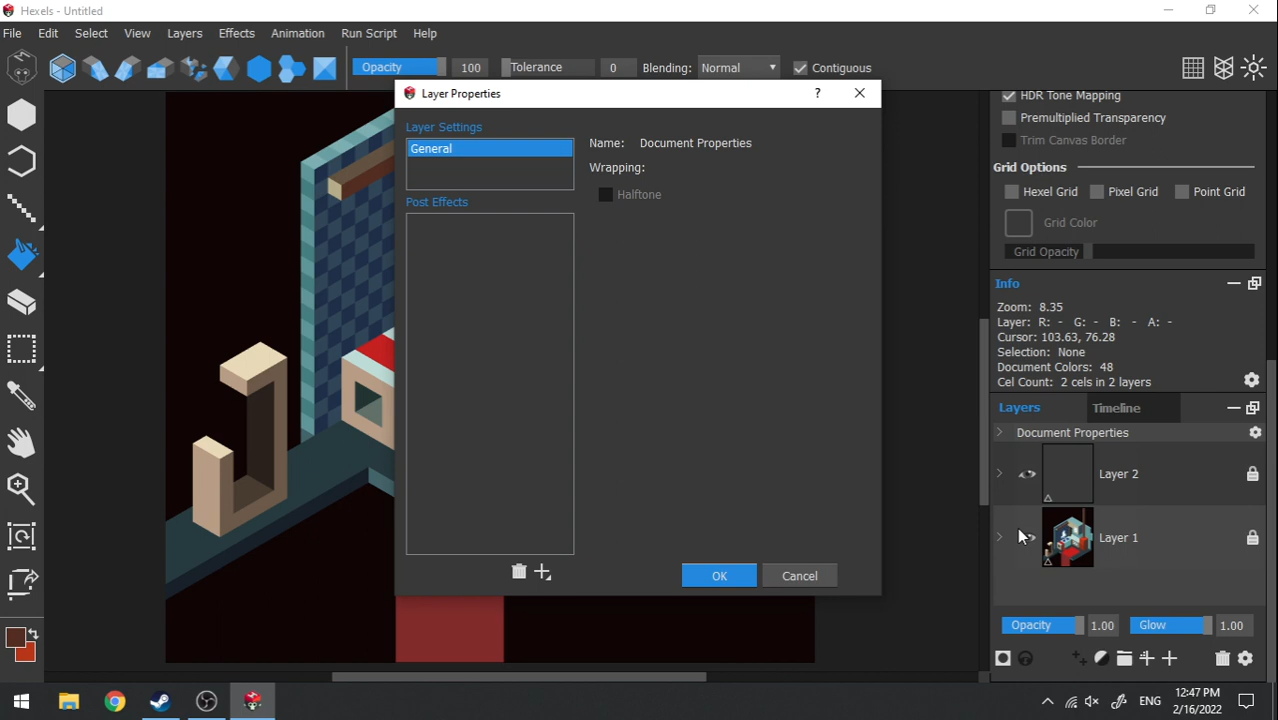 Hexels - Untitled
File Edit Select View Layers Effects Animation Run Script Help
Opacity 100 Tolerance 0 Blending: Normal Contiguous
Layer Properties ?
Layer Settings
General
Name: Document Properties
Wrapping:
Halftone
Post Effects
OK Cancel
HDR Tone Mapping
Premultiplied Transparency
Trim Canvas Border
Grid Options
Hexel Grid Pixel Grid Point Grid
Grid Color
Grid Opacity
Info
Zoom: 8.35
Layer: R: - G: - B: - A: -
Cursor: 103.63, 76.28
Selection: None
Document Colors: 48
Cel Count: 2 cels in 2 layers
Layers Timeline
Document Properties
Layer 2
Layer 1
Opacity 1.00 Glow 1.00
ENG
12:47 PM
2/16/2022